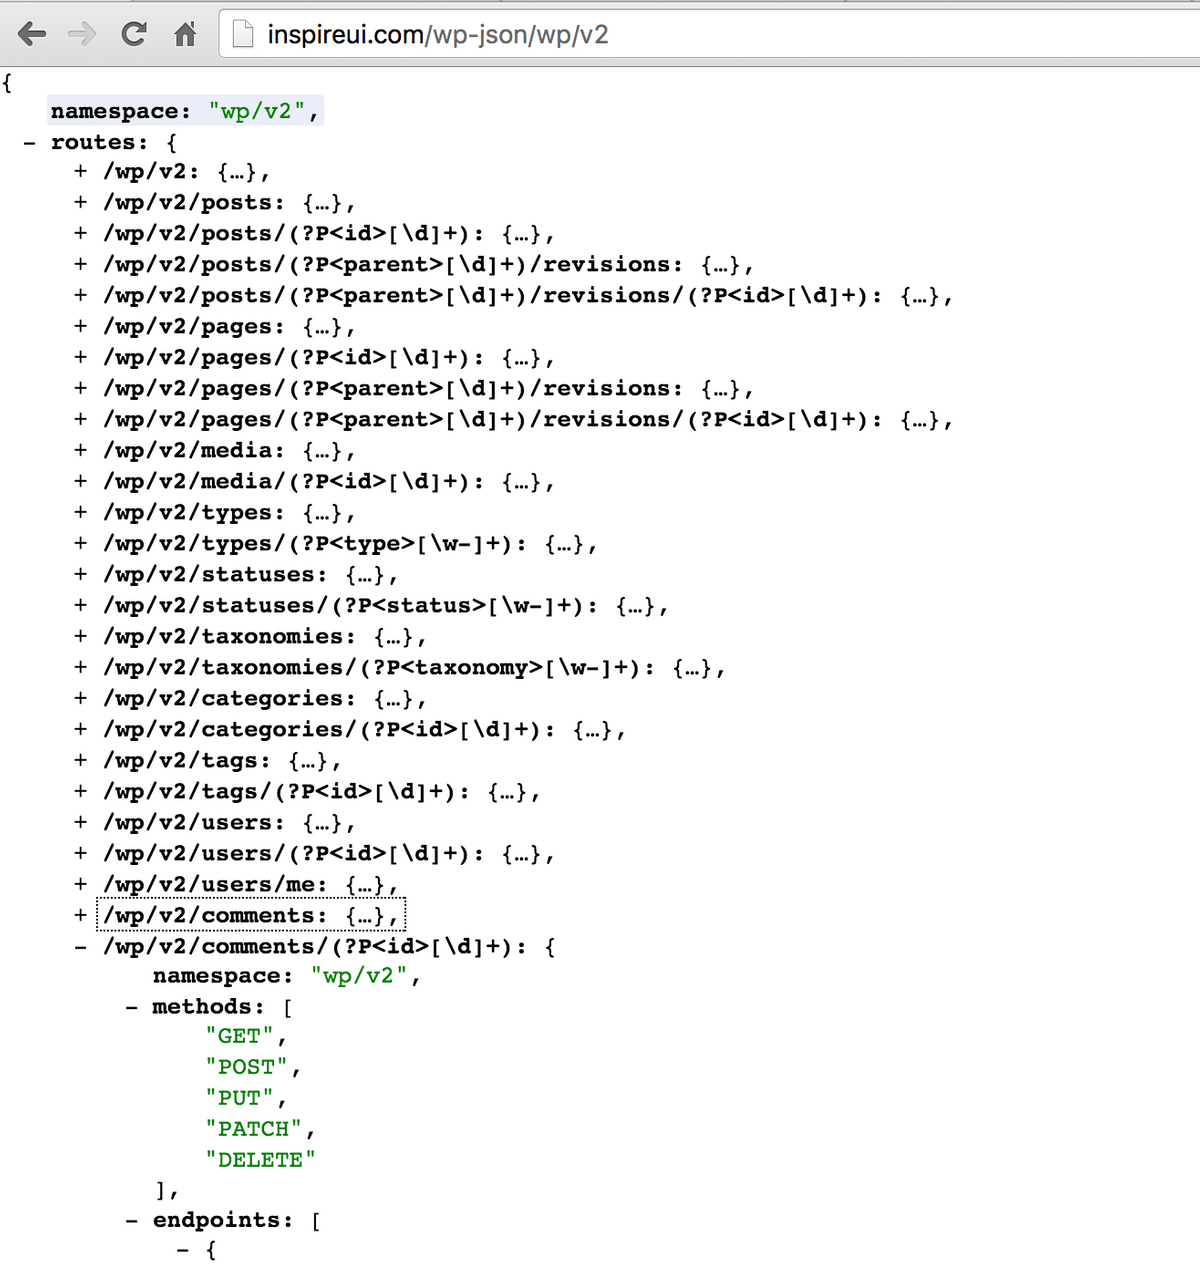 inspireui.com/wp-json/wp/v2
{
namespace: "wp/v2",
- routes: {
+ /wp/v2: {…},
+ /wp/v2/posts: {…},
+ /wp/v2/posts/(?P<id>[\d]+): {…},
+ /wp/v2/posts/(?P<parent>[\d]+)/revisions: {…},
+ /wp/v2/posts/(?P<parent>[\d]+)/revisions/(?P<id>[\d]+): {…},
+ /wp/v2/pages: {…},
+ /wp/v2/pages/(?P<id>[\d]+): {…},
+ /wp/v2/pages/(?P<parent>[\d]+)/revisions: {…},
+ /wp/v2/pages/(?P<parent>[\d]+)/revisions/(?P<id>[\d]+): {…},
+ /wp/v2/media: {…},
+ /wp/v2/media/(?P<id>[\d]+): {…},
+ /wp/v2/types: {…},
+ /wp/v2/types/(?P<type>[\w-]+): {…},
+ /wp/v2/statuses: {…},
+ /wp/v2/statuses/(?P<status>[\w-]+): {…},
+ /wp/v2/taxonomies: {…},
+ /wp/v2/taxonomies/(?P<taxonomy>[\w-]+): {…},
+ /wp/v2/categories: {…},
+ /wp/v2/categories/(?P<id>[\d]+): {…},
+ /wp/v2/tags: {…},
+ /wp/v2/tags/(?P<id>[\d]+): {…},
+ /wp/v2/users: {…},
+ /wp/v2/users/(?P<id>[\d]+): {…},
+ /wp/v2/users/me: {…},
+ /wp/v2/comments: {…},
- /wp/v2/comments/(?P<id>[\d]+): {
namespace: "wp/v2",
- methods: [
"GET",
"POST",
"PUT",
"PATCH",
"DELETE"
],
- endpoints: [
- {